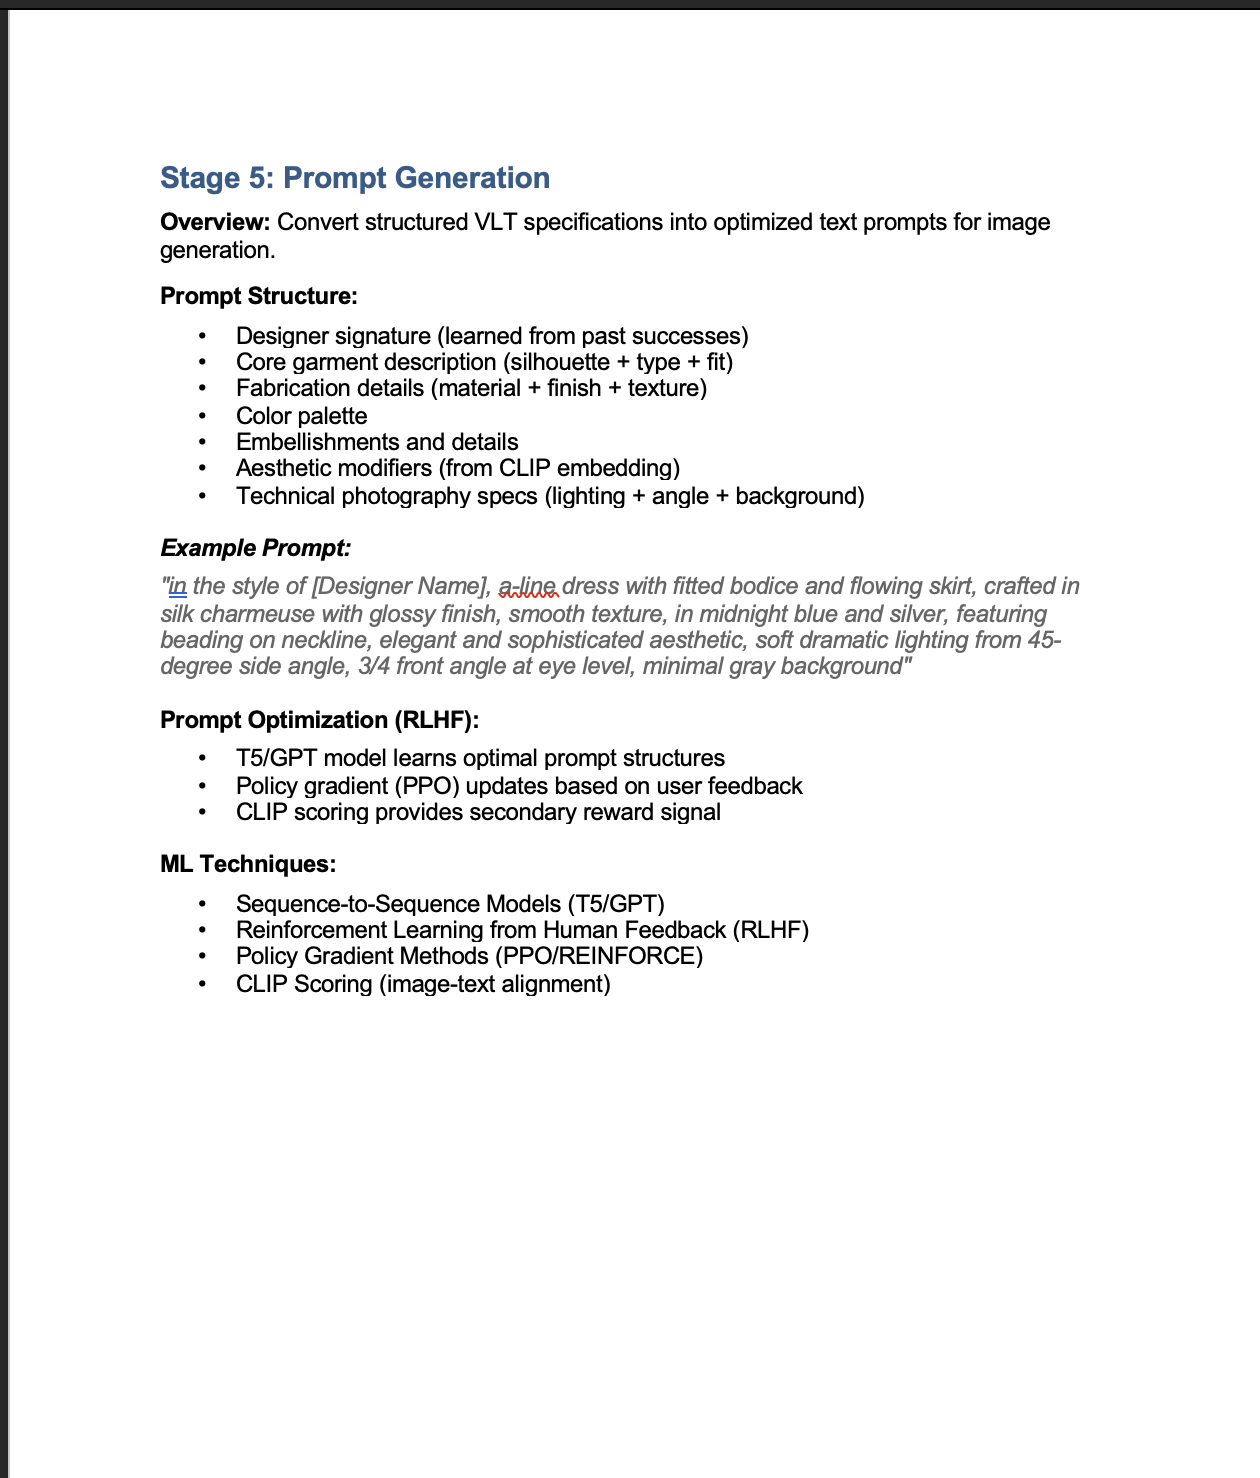 Stage 5: Prompt Generation
Overview: Convert structured VLT specifications into optimized text prompts for image
generation.
Prompt Structure:
• Designer signature (learned from past successes)
• Core garment description (silhouette + type + fit)
• Fabrication details (material + finish + texture)
• Color palette
• Embellishments and details
• Aesthetic modifiers (from CLIP embedding)
• Technical photography specs (lighting + angle + background)
Example Prompt:
"in the style of [Designer Name], a-line dress with fitted bodice and flowing skirt, crafted in
silk charmeuse with glossy finish, smooth texture, in midnight blue and silver, featuring
beading on neckline, elegant and sophisticated aesthetic, soft dramatic lighting from 45-
degree side angle, 3/4 front angle at eye level, minimal gray background"
Prompt Optimization (RLHF):
• T5/GPT model learns optimal prompt structures
• Policy gradient (PPO) updates based on user feedback
• CLIP scoring provides secondary reward signal
ML Techniques:
• Sequence-to-Sequence Models (T5/GPT)
• Reinforcement Learning from Human Feedback (RLHF)
• Policy Gradient Methods (PPO/REINFORCE)
• CLIP Scoring (image-text alignment)